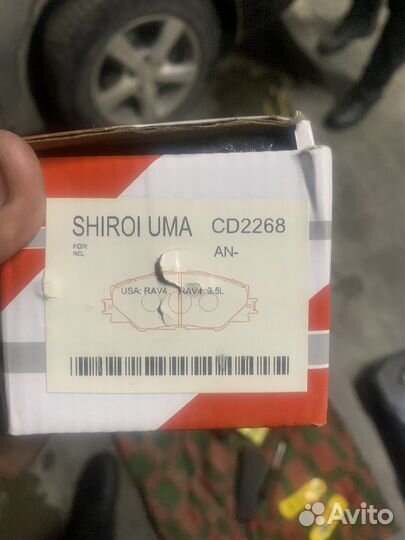 SHIROI UMA CD2268
FOR:
NO.
AN-
USA: RAV4 RAV4 3.5L
Avito